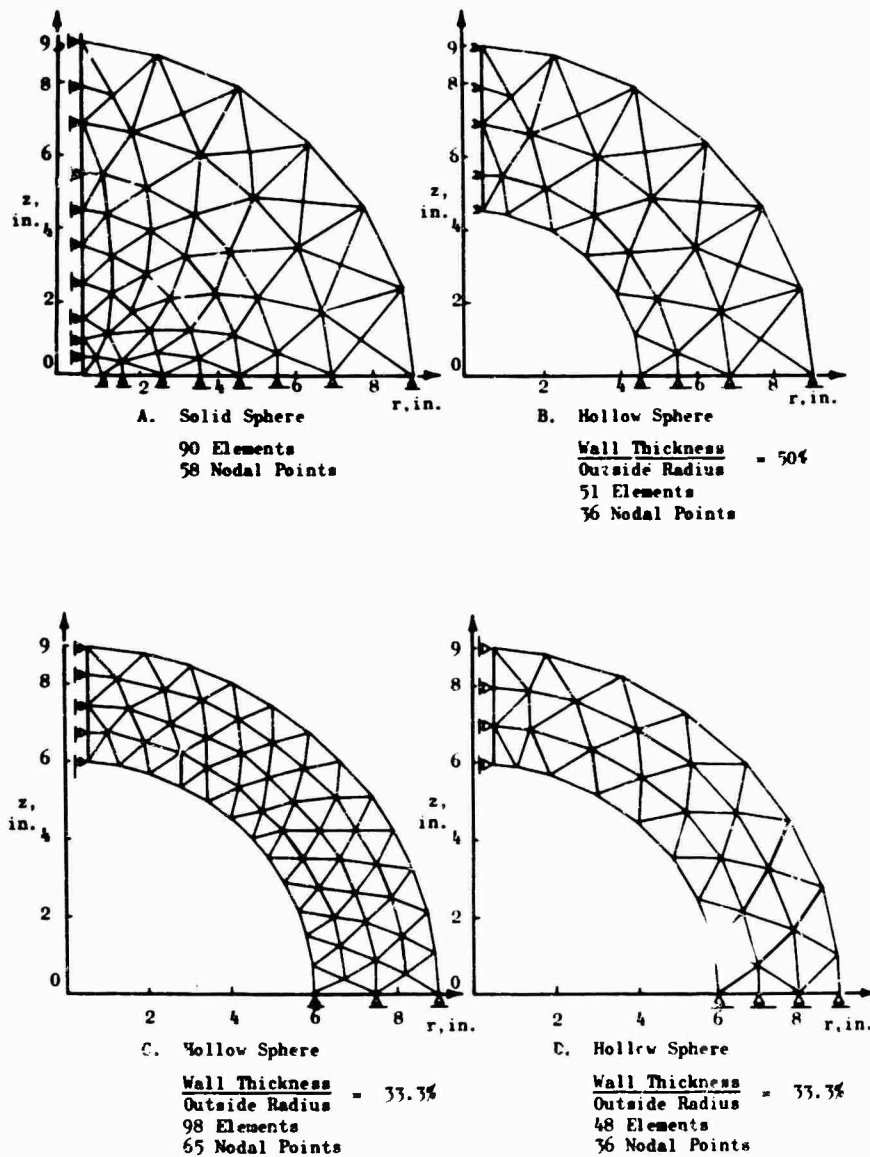 9
8
6
z,
in.
4
2
0
2
4
6
8
r,in.
A. Solid Sphere
90 Elements
58 Nodal Points
9
8
6
z,
in.
4
2
0
2
4
6
8
r,in.
B. Hollow Sphere
Wall Thickness
Outside Radius
= 50%
51 Elements
36 Nodal Points
9
8
6
z,
in.
4
2
0
2
4
6
8
r,in.
C. Hollow Sphere
Wall Thickness
Outside Radius
= 33.3%
98 Elements
65 Nodal Points
9
8
6
z,
in.
4
2
0
2
4
6
8
r,in.
D. Hollow Sphere
Wall Thickness
Outside Radius
= 33.3%
48 Elements
36 Nodal Points